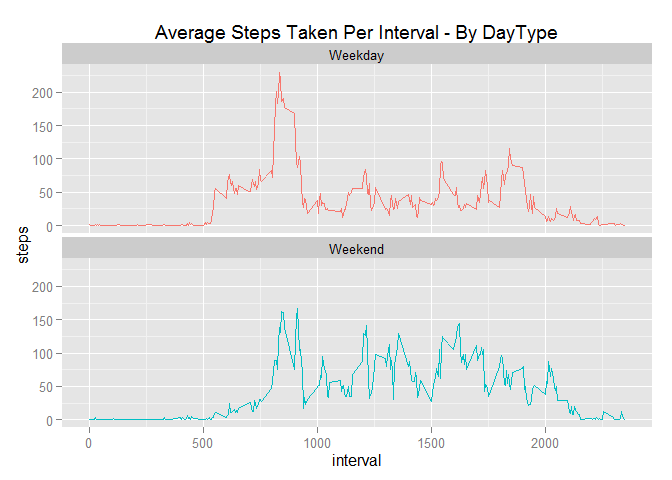 Average Steps Taken Per Interval - By DayType
Weekday
200
150
100
50
0
steps
Weekend
200
150
100
50
0
0 500 1000 1500 2000
interval